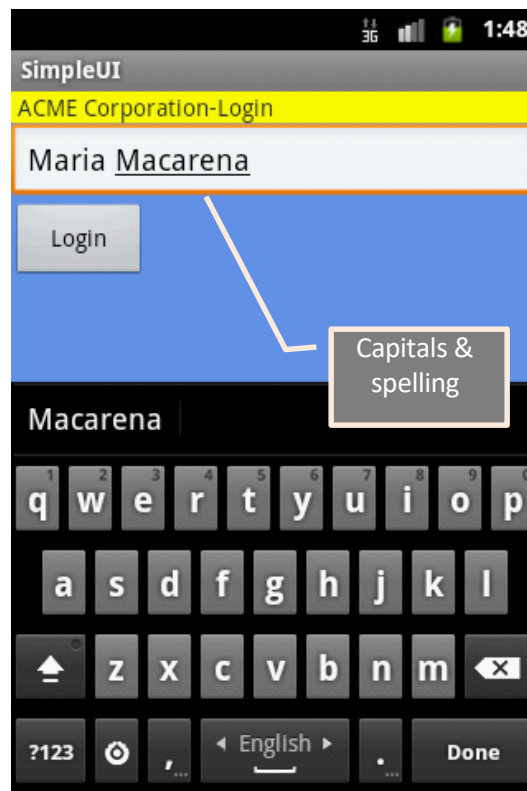 3G 1:48
SimpleUI
ACME Corporation-Login
Maria Macarena
Login
Capitals &
spelling
Macarena
1 2 3 4 5 6 7 8 9 0
q w e r t y u i o p
a s d f g h j k l
z x c v b n m
?123 , ... English . ... Done